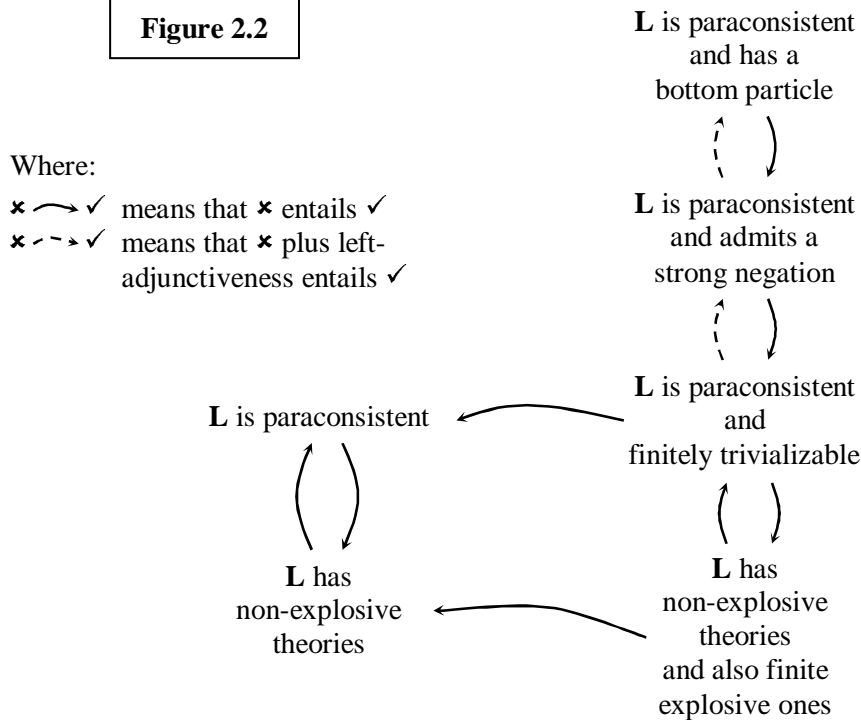 Figure 2.2
Where:
✘ ⟶ ✓ means that ✘ entails ✓
✘ ⇢ ✓ means that ✘ plus left-
adjunctiveness entails ✓
L is paraconsistent
and has a
bottom particle
L is paraconsistent
and admits a
strong negation
L is paraconsistent
and
finitely trivializable
L is paraconsistent
L has
non-explosive
theories
L has
non-explosive
theories
and also finite
explosive ones